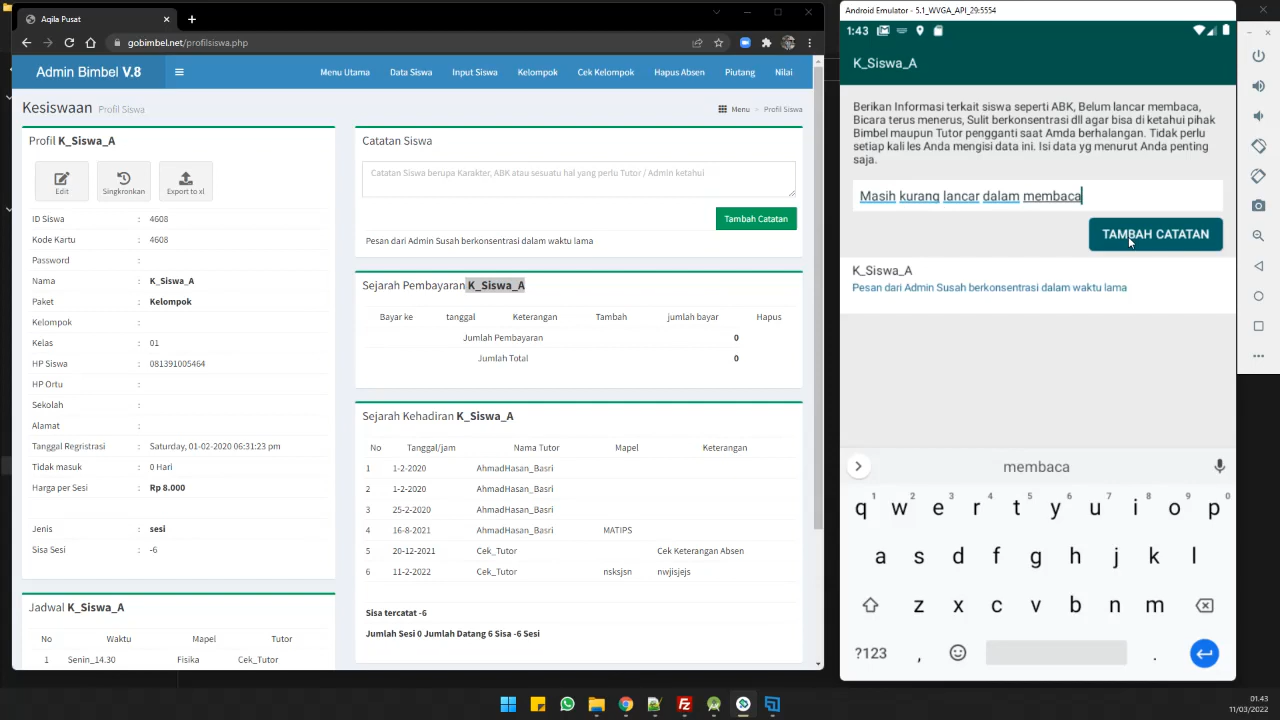 Aqila Pusat
gobimbel.net/profilsiswa.php
Admin Bimbel V.8
Menu Utama Data Siswa Input Siswa Kelompok Cek Kelompok Hapus Absen Piutang Nilai
Kesiswaan Profil Siswa
Menu > Profil Siswa
Profil K_Siswa_A
Edit Singkronkan Export to xl
ID Siswa : 4608
Kode Kartu : 4608
Password :
Nama : K_Siswa_A
Paket : Kelompok
Kelompok :
Kelas : 01
HP Siswa : 081391005464
HP Ortu :
Sekolah :
Alamat :
Tanggal Regristrasi : Saturday, 01-02-2020 06:31:23 pm
Tidak masuk : 0 Hari
Harga per Sesi : Rp 8.000
Jenis : sesi
Sisa Sesi : -6
Jadwal K_Siswa_A
No Waktu Mapel Tutor
1 Senin_14.30 Fisika Cek_Tutor
Catatan Siswa
Catatan Siswa berupa Karakter, ABK atau sesuatu hal yang perlu Tutor / Admin ketahui
Tambah Catatan
Pesan dari Admin Susah berkonsentrasi dalam waktu lama
Sejarah Pembayaran K_Siswa_A
Bayar ke tanggal Keterangan Tambah jumlah bayar Hapus
Jumlah Pembayaran 0
Jumlah Total 0
Sejarah Kehadiran K_Siswa_A
No Tanggal/jam Nama Tutor Mapel Keterangan
1 1-2-2020 AhmadHasan_Basri
2 1-2-2020 AhmadHasan_Basri
3 25-2-2020 AhmadHasan_Basri
4 16-8-2021 AhmadHasan_Basri MATIPS
5 20-12-2021 Cek_Tutor Cek Keterangan Absen
6 11-2-2022 Cek_Tutor nsksjsn nwjisjejs
Sisa tercatat -6
Jumlah Sesi 0 Jumlah Datang 6 Sisa -6 Sesi
Android Emulator - 5.1_WVGA_API_29:5554
1:43
K_Siswa_A
Berikan Informasi terkait siswa seperti ABK, Belum lancar membaca,
Bicara terus menerus, Sulit berkonsentrasi dll agar bisa di ketahui pihak
Bimbel maupun Tutor pengganti saat Amda berhalangan. Tidak perlu
setiap kali les Anda mengisi data ini. Isi data yg menurut Anda penting
saja.
Masih kurang lancar dalam membaca
TAMBAH CATATAN
K_Siswa_A
Pesan dari Admin Susah berkonsentrasi dalam waktu lama
membaca
q1 w2 e3 r4 t5 y6 u7 i8 o9 p0
a s d f g h j k l
z x c v b n m
?123 , .
01.43
11/03/2022